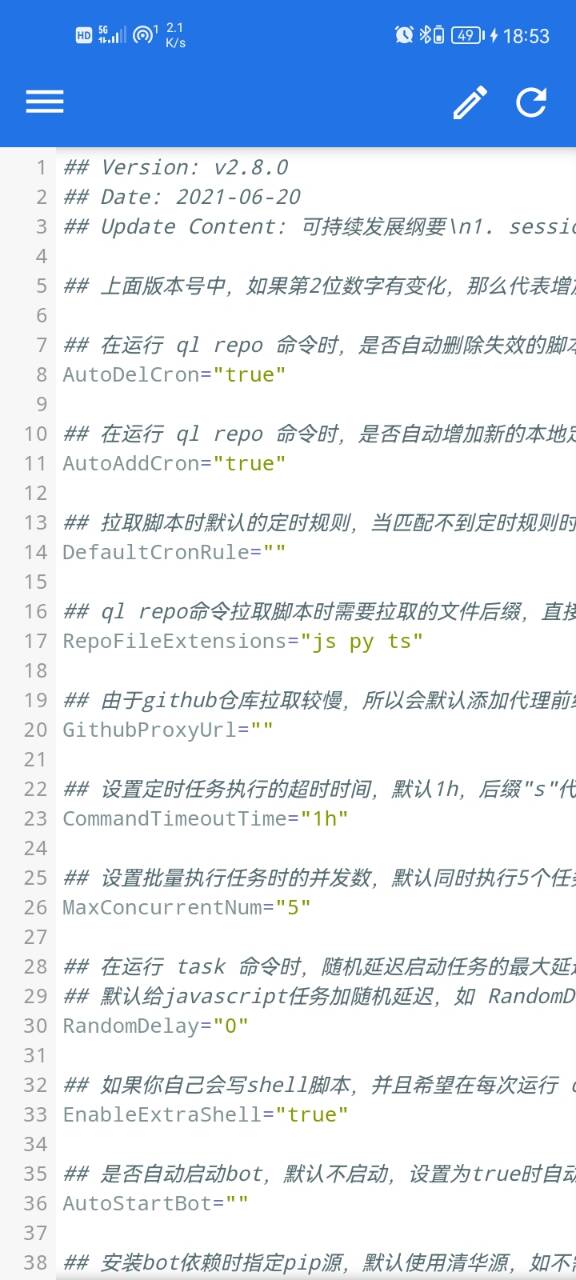 HD 5G 1 2.1 K/s 49 18:53
1 ## Version: v2.8.0
2 ## Date: 2021-06-20
3 ## Update Content: 可持续发展纲要\n1. sessio
4
5 ## 上面版本号中，如果第2位数字有变化，那么代表增加
6
7 ## 在运行 ql repo 命令时，是否自动删除失效的脚本
8 AutoDelCron="true"
9
10 ## 在运行 ql repo 命令时，是否自动增加新的本地定
11 AutoAddCron="true"
12
13 ## 拉取脚本时默认的定时规则，当匹配不到定时规则时
14 DefaultCronRule=""
15
16 ## ql repo命令拉取脚本时需要拉取的文件后缀，直接
17 RepoFileExtensions="js py ts"
18
19 ## 由于github仓库拉取较慢，所以会默认添加代理前缀
20 GithubProxyUrl=""
21
22 ## 设置定时任务执行的超时时间，默认1h，后缀"s"代
23 CommandTimeoutTime="1h"
24
25 ## 设置批量执行任务时的并发数，默认同时执行5个任务
26 MaxConcurrentNum="5"
27
28 ## 在运行 task 命令时，随机延迟启动任务的最大延迟
29 ## 默认给javascript任务加随机延迟，如 RandomD
30 RandomDelay="0"
31
32 ## 如果你自己会写shell脚本，并且希望在每次运行
33 EnableExtraShell="true"
34
35 ## 是否自动启动bot，默认不启动，设置为true时自动
36 AutoStartBot=""
37
38 ## 安装bot依赖时指定pip源，默认使用清华源，如不需